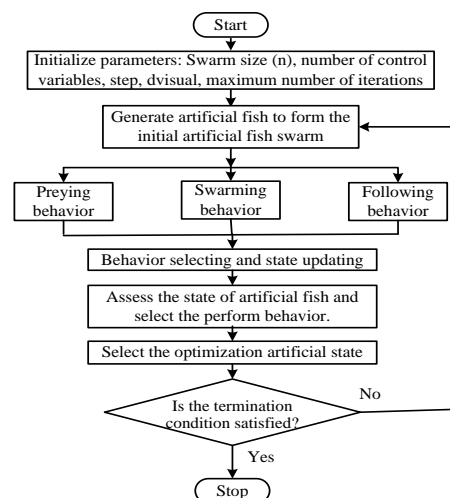 Start
Initialize parameters: Swarm size (n), number of control
variables, step, dvisual, maximum number of iterations
Generate artificial fish to form the
initial artificial fish swarm
Preying
behavior
Swarming
behavior
Following
behavior
Behavior selecting and state updating
Assess the state of artificial fish and
select the perform behavior.
Select the optimization artificial state
Is the termination
condition satisfied?
No
Yes
Stop